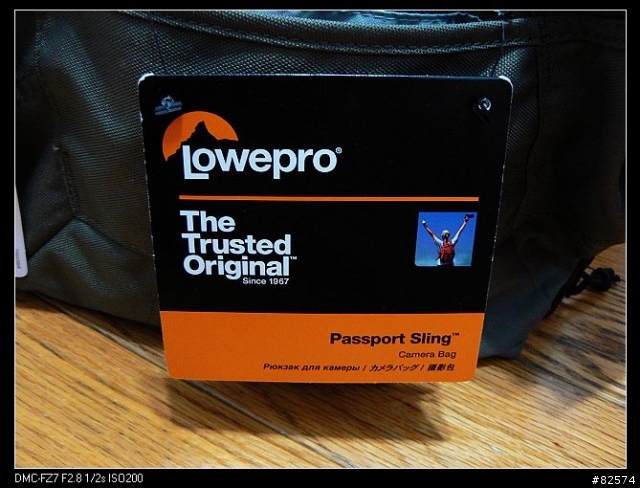 Lowepro®
The
Trusted
Original™
Since 1967
Passport Sling™
Camera Bag
Рюкзак для камеры / カメラバッグ / 攝影包
DMC-FZ7 F2.8 1/2s ISO200
#82574